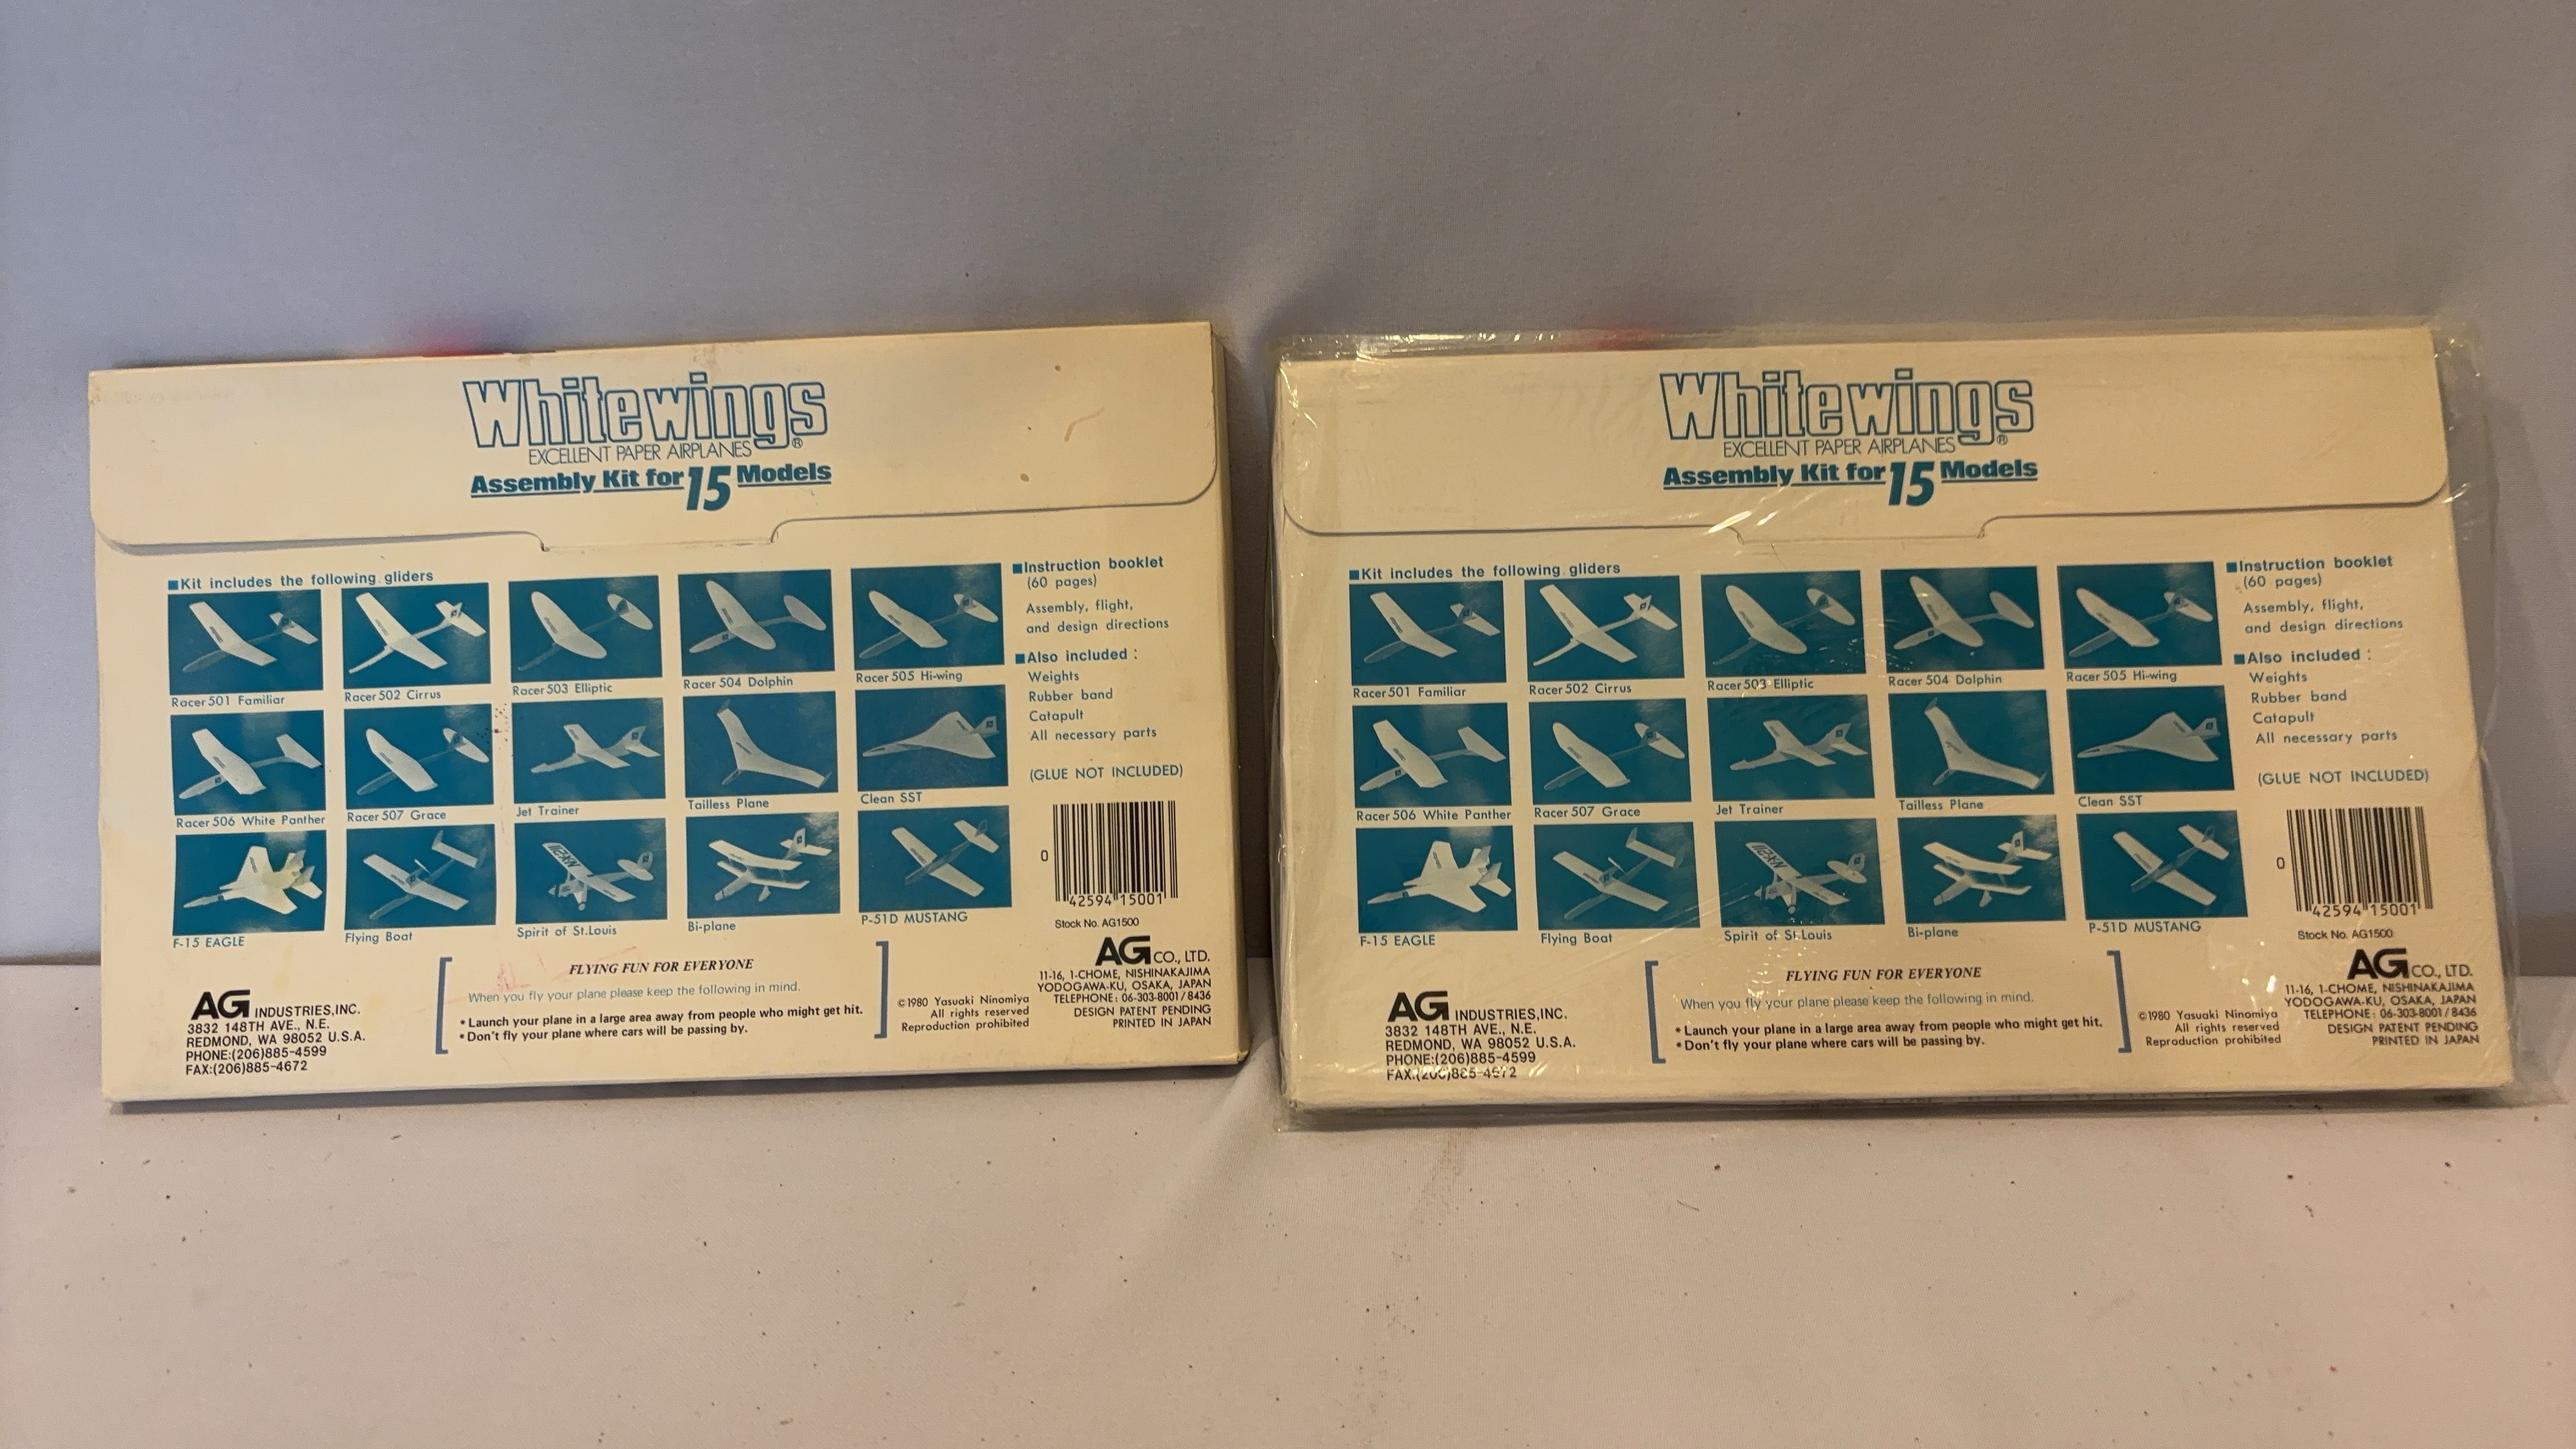 Whitewings®
EXCELLENT PAPER AIRPLANES
Assembly Kit for 15 Models
■Kit includes the following gliders
Racer 501 Familiar
Racer 502 Cirrus
Racer 503 Elliptic
Racer 504 Dolphin
Racer 505 Hi-wing
Racer 506 White Panther
Racer 507 Grace
Jet Trainer
Tailless Plane
Clean SST
F-15 EAGLE
Flying Boat
Spirit of St.Louis
Bi-plane
P-51D MUSTANG
■Instruction booklet
(60 pages)
Assembly, flight,
and design directions
■Also included :
Weights
Rubber band
Catapult
All necessary parts
(GLUE NOT INCLUDED)
0 42594 15001
Stock No. AG1500
AG INDUSTRIES,INC.
3832 148TH AVE., N.E.
REDMOND, WA 98052 U.S.A.
PHONE:(206)885-4599
FAX:(206)885-4672
FLYING FUN FOR EVERYONE
When you fly your plane please keep the following in mind.
• Launch your plane in a large area away from people who might get hit.
• Don't fly your plane where cars will be passing by.
©1980 Yasuaki Ninomiya
All rights reserved
Reproduction prohibited
AG CO., LTD.
11-16, 1-CHOME, NISHINAKAJIMA
YODOGAWA-KU, OSAKA, JAPAN
TELEPHONE: 06-303-8001/8436
DESIGN PATENT PENDING
PRINTED IN JAPAN
Whitewings®
EXCELLENT PAPER AIRPLANES
Assembly Kit for 15 Models
■Kit includes the following gliders
Racer 501 Familiar
Racer 502 Cirrus
Racer 503 Elliptic
Racer 504 Dolphin
Racer 505 Hi-wing
Racer 506 White Panther
Racer 507 Grace
Jet Trainer
Tailless Plane
Clean SST
F-15 EAGLE
Flying Boat
Spirit of St.Louis
Bi-plane
P-51D MUSTANG
■Instruction booklet
(60 pages)
Assembly, flight,
and design directions
■Also included :
Weights
Rubber band
Catapult
All necessary parts
(GLUE NOT INCLUDED)
0 42594 15001
Stock No. AG1500
AG INDUSTRIES,INC.
3832 148TH AVE., N.E.
REDMOND, WA 98052 U.S.A.
PHONE:(206)885-4599
FAX:(206)885-4672
FLYING FUN FOR EVERYONE
When you fly your plane please keep the following in mind.
• Launch your plane in a large area away from people who might get hit.
• Don't fly your plane where cars will be passing by.
©1980 Yasuaki Ninomiya
All rights reserved
Reproduction prohibited
AG CO., LTD.
11-16, 1-CHOME, NISHINAKAJIMA
YODOGAWA-KU, OSAKA, JAPAN
TELEPHONE: 06-303-8001/8436
DESIGN PATENT PENDING
PRINTED IN JAPAN